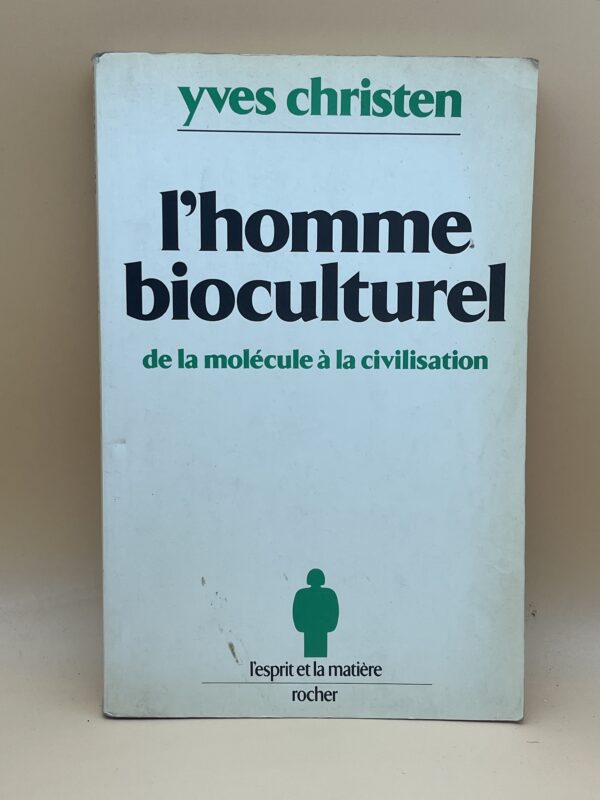 yves christen
l'homme
bioculturel
de la molécule à la civilisation
l'esprit et la matière
rocher